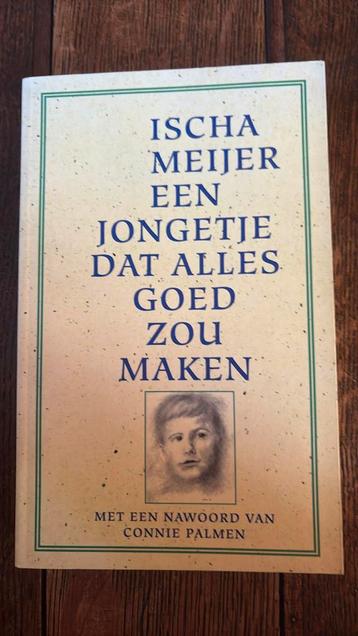 ISCHA
MEIJER
EEN
JONGETJE
DAT ALLES
GOED
ZOU
MAKEN
MET EEN NAWOORD VAN
CONNIE PALMEN